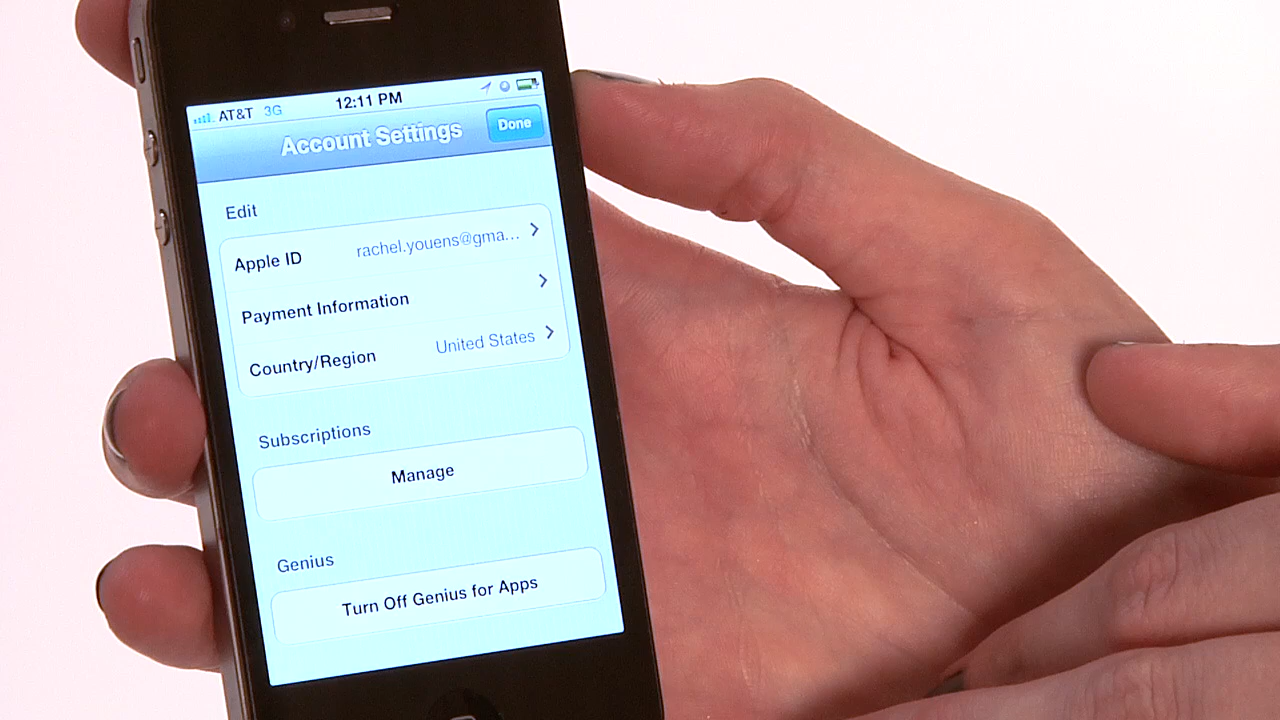 AT&T 3G 12:11 PM
Account Settings Done
Edit
Apple ID rachel.youens@gma...
Payment Information
Country/Region United States
Subscriptions
Manage
Genius
Turn Off Genius for Apps